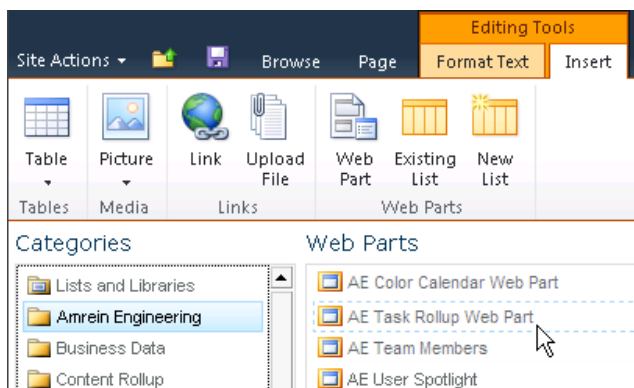 Editing Tools
Site Actions Browse Page Format Text Insert
Table Picture Link Upload File Web Part Existing List New List
Tables Media Links Web Parts
Categories Web Parts
Lists and Libraries AE Color Calendar Web Part
Amrein Engineering AE Task Rollup Web Part
Business Data AE Team Members
Content Rollup AE User Spotlight